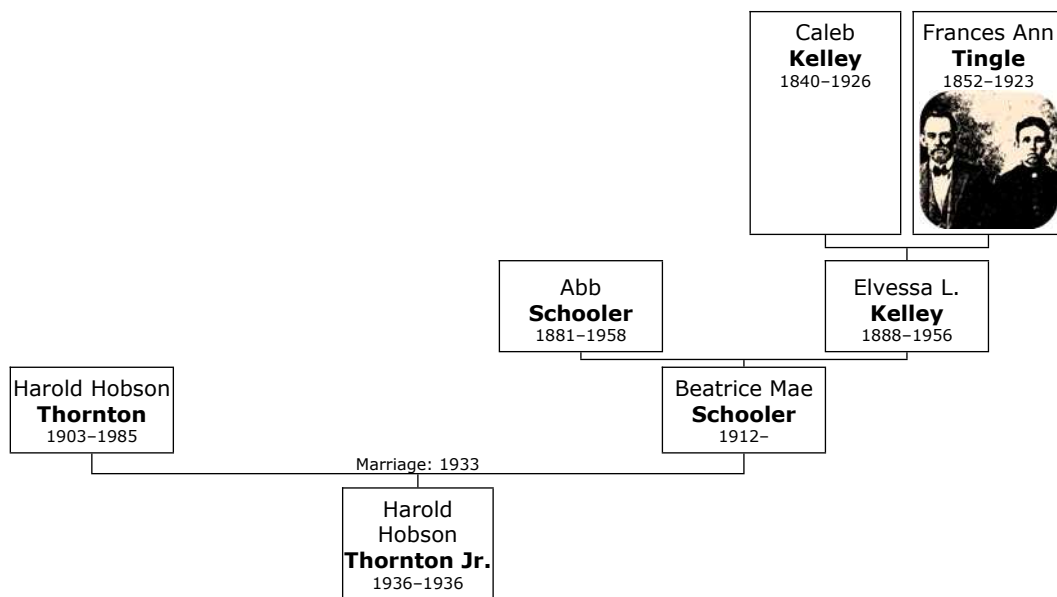 Caleb
Kelley
1840–1926
Frances Ann
Tingle
1852–1923
Abb
Schooler
1881–1958
Elvessa L.
Kelley
1888–1956
Harold Hobson
Thornton
1903–1985
Beatrice Mae
Schooler
1912–
Marriage: 1933
Harold
Hobson
Thornton Jr.
1936–1936